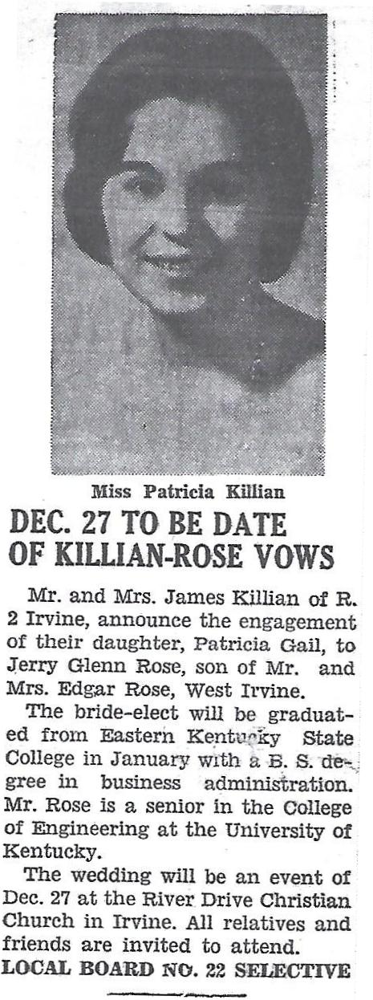 Miss Patricia Killian
DEC. 27 TO BE DATE
OF KILLIAN-ROSE VOWS
Mr. and Mrs. James Killian of R.
2 Irvine, announce the engagement
of their daughter, Patricia Gail, to
Jerry Glenn Rose, son of Mr. and
Mrs. Edgar Rose, West Irvine.
The bride-elect will be graduat-
ed from Eastern Kentucky State
College in January with a B. S. de-
gree in business administration.
Mr. Rose is a senior in the College
of Engineering at the University of
Kentucky.
The wedding will be an event of
Dec. 27 at the River Drive Christian
Church in Irvine. All relatives and
friends are invited to attend.
LOCAL BOARD NO. 22 SELECTIVE